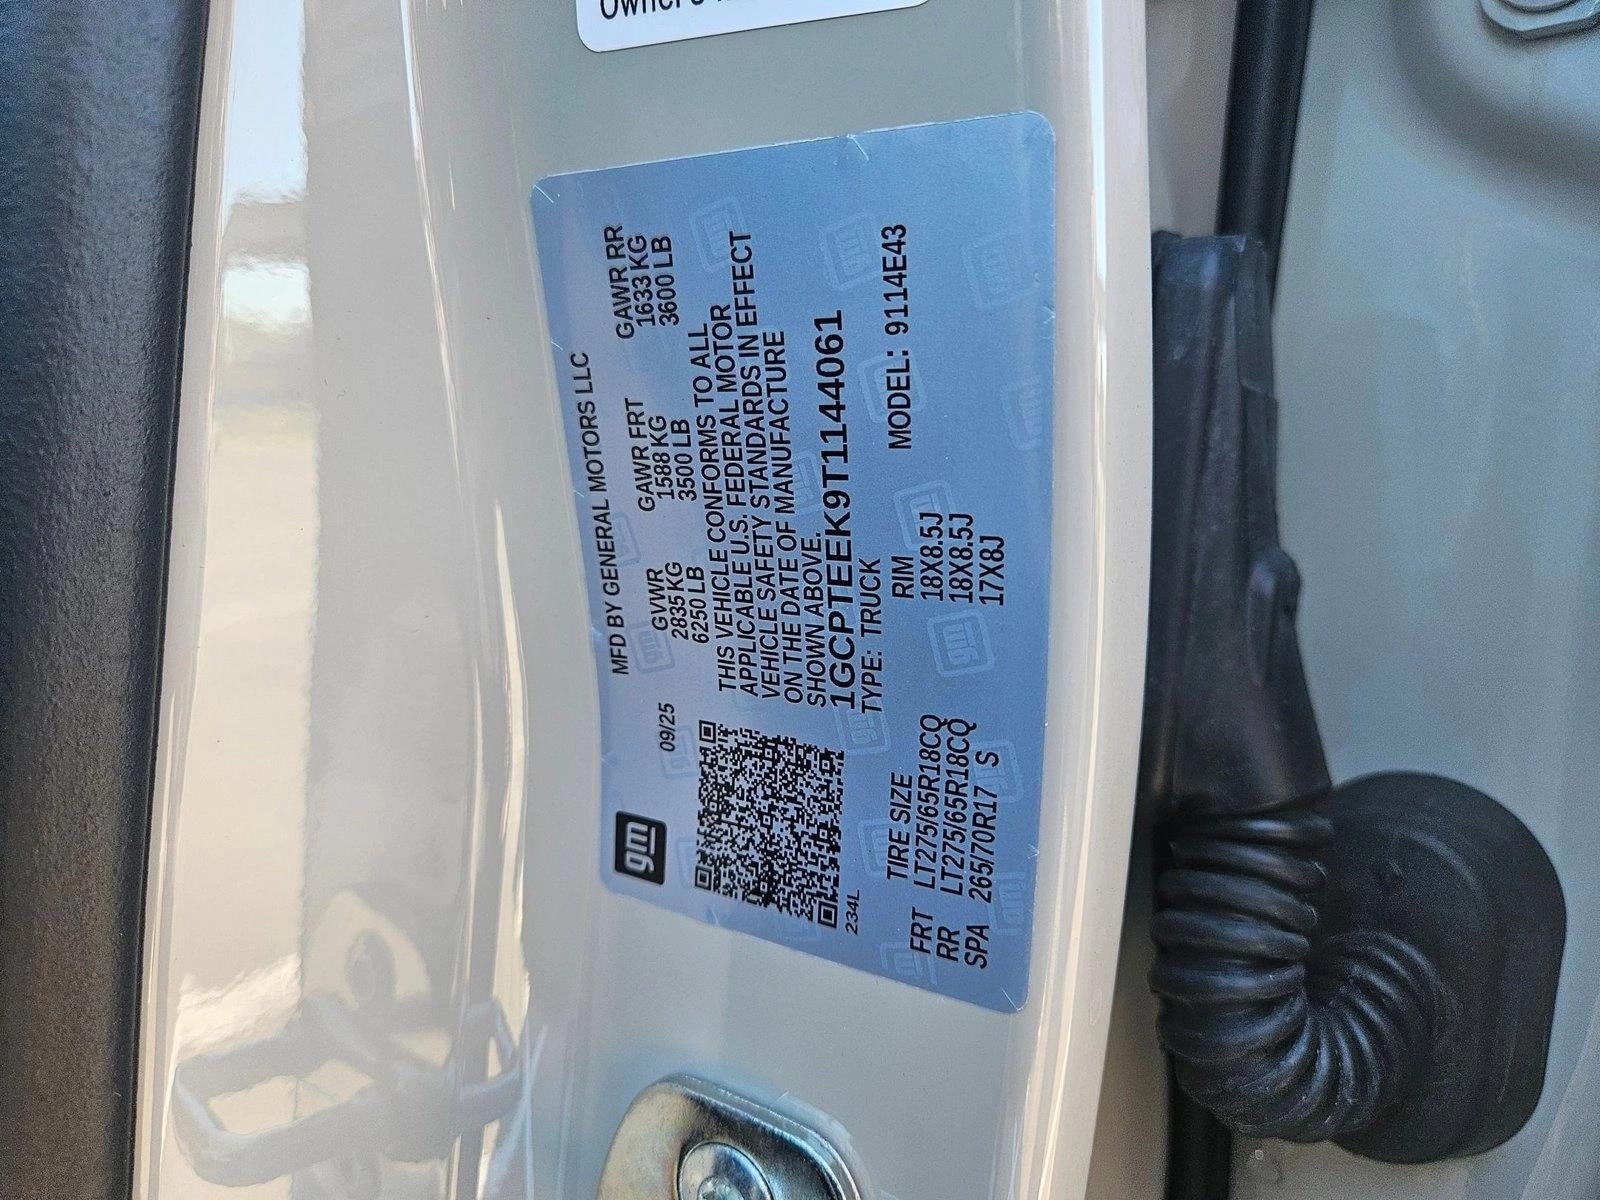 Owner's
gm
09/25
MFD BY GENERAL MOTORS LLC
GVWR GAWR FRT GAWR RR
2835 KG 1588 KG 1633 KG
6250 LB 3500 LB 3600 LB
THIS VEHICLE CONFORMS TO ALL
APPLICABLE U.S. FEDERAL MOTOR
VEHICLE SAFETY STANDARDS IN EFFECT
ON THE DATE OF MANUFACTURE
SHOWN ABOVE.
1GCPTEEK9T1144061
234L
TYPE: TRUCK
TIRE SIZE RIM MODEL: 9114E43
FRT LT275/65R18CQ 18X8.5J
RR LT275/65R18CQ 18X8.5J
SPA 265/70R17 S 17X8J